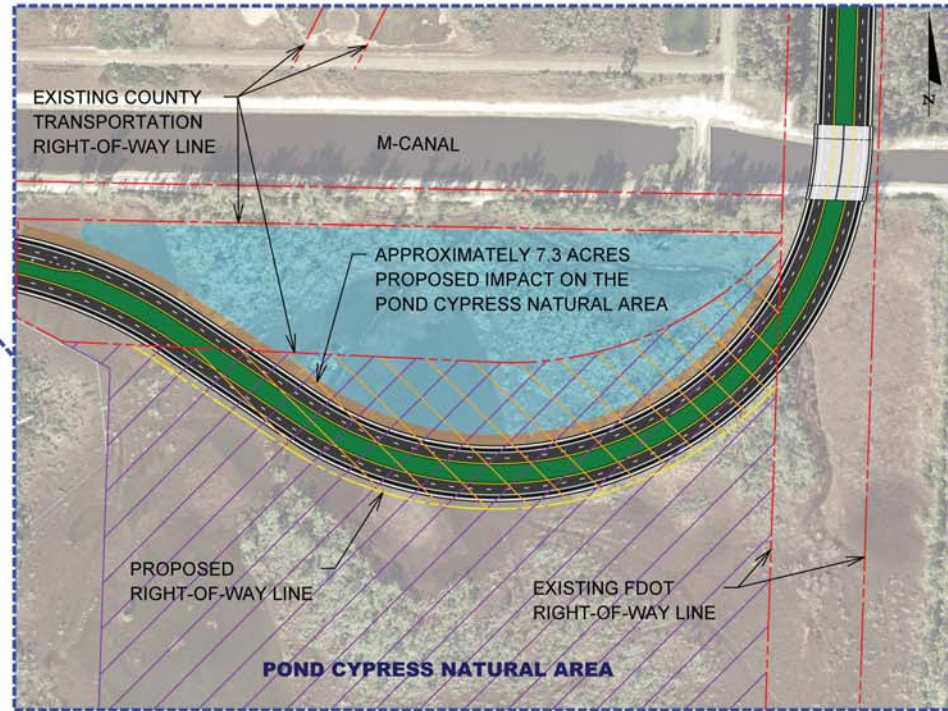 EXISTING COUNTY
TRANSPORTATION
RIGHT-OF-WAY LINE
M-CANAL
N
APPROXIMATELY 7.3 ACRES
PROPOSED IMPACT ON THE
POND CYPRESS NATURAL AREA
PROPOSED
RIGHT-OF-WAY LINE
EXISTING FDOT
RIGHT-OF-WAY LINE
POND CYPRESS NATURAL AREA